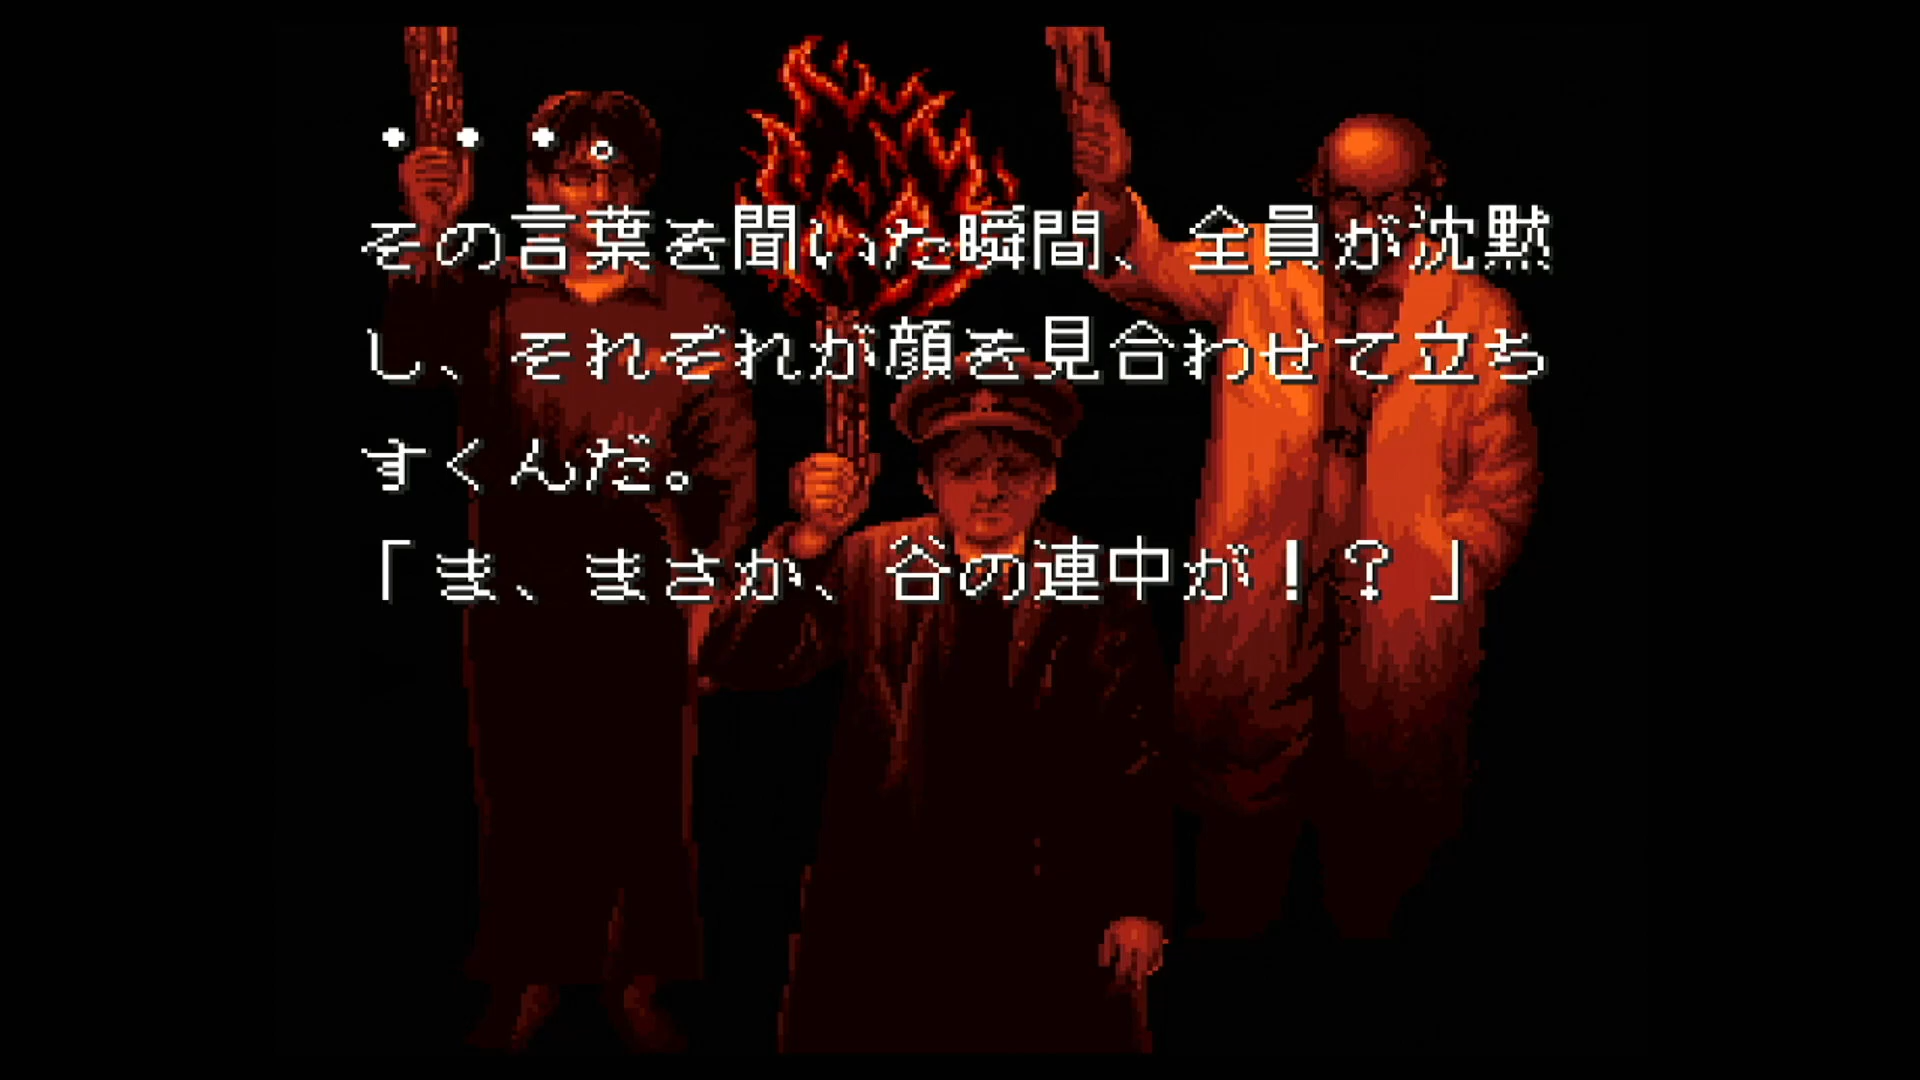 ・・・。
その言葉を聞いた瞬間、全員が沈黙
し、それぞれが顔を見合わせて立ち
すくんだ。
「ま、まさか、谷の連中が！？」